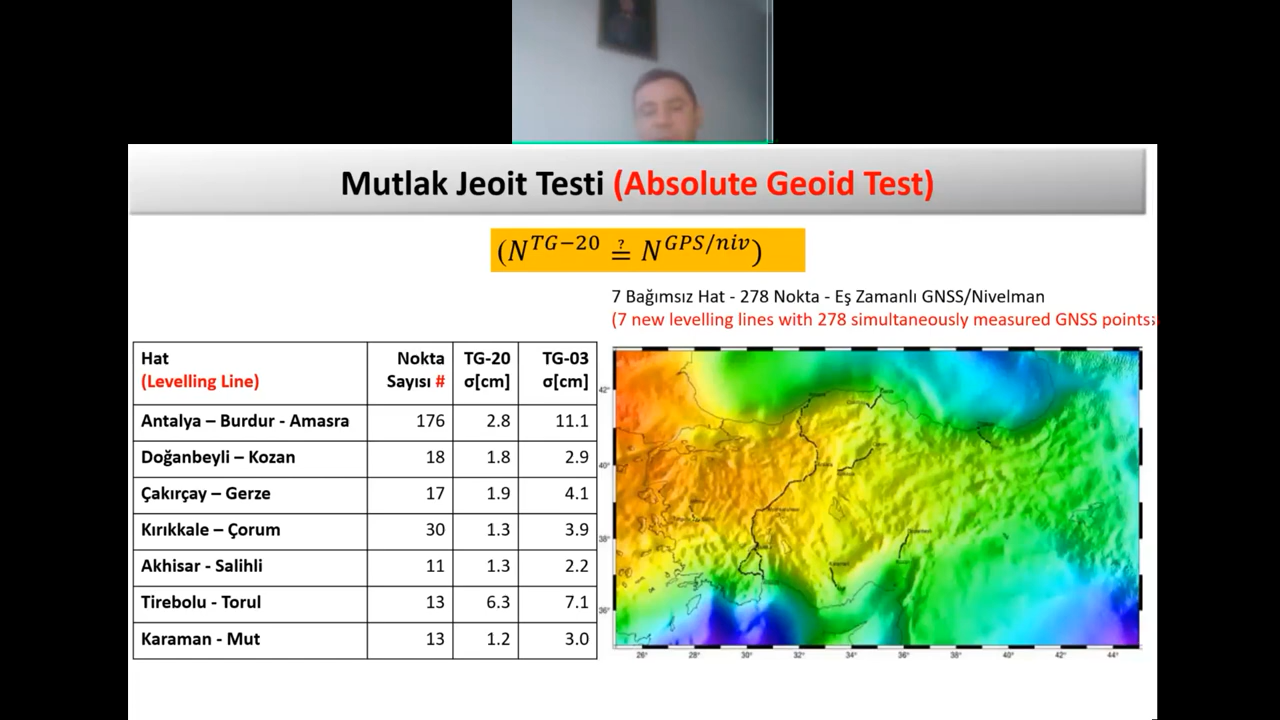 Mutlak Jeoit Testi (Absolute Geoid Test)
(N^TG−20 ≟ N^GPS/niv)
7 Bağımsız Hat - 278 Nokta - Eş Zamanlı GNSS/Nivelman
(7 new levelling lines with 278 simultaneously measured GNSS points
Hat Nokta TG-20 TG-03
(Levelling Line) Sayısı # σ[cm] σ[cm]
Antalya – Burdur - Amasra 176 2.8 11.1
Doğanbeyli – Kozan 18 1.8 2.9
Çakırçay – Gerze 17 1.9 4.1
Kırıkkale – Çorum 30 1.3 3.9
Akhisar - Salihli 11 1.3 2.2
Tirebolu - Torul 13 6.3 7.1
Karaman - Mut 13 1.2 3.0
42°
40°
38°
36°
26° 28° 30° 32° 34° 36° 38° 40° 42° 44°